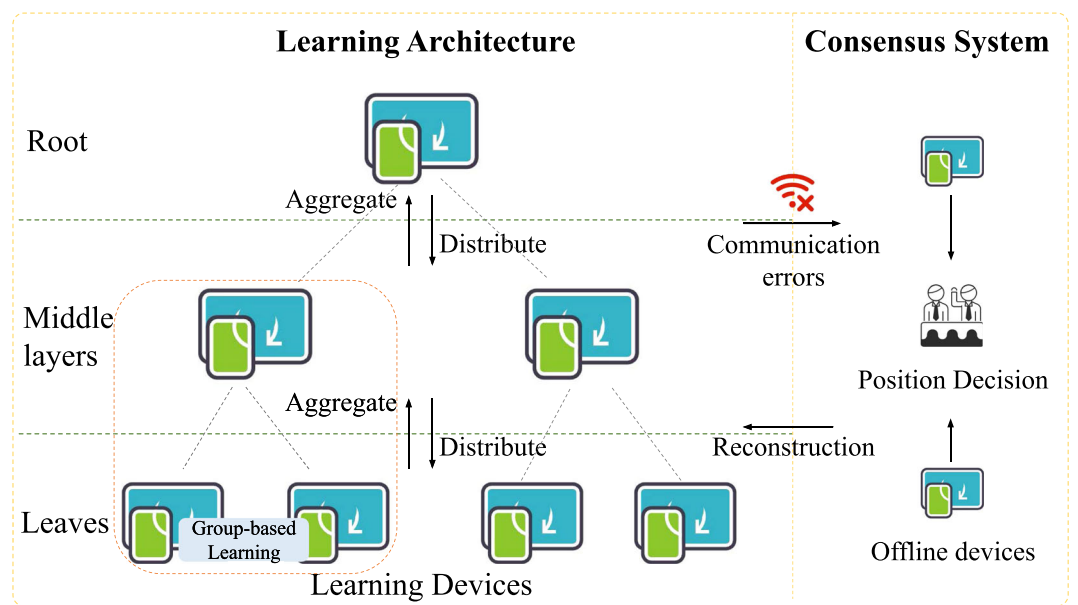 Learning Architecture
Consensus System
Root
Aggregate
Distribute
Communication
errors
Middle
layers
Position Decision
Aggregate
Distribute
Reconstruction
Leaves
Group-based
Learning
Offline devices
Learning Devices